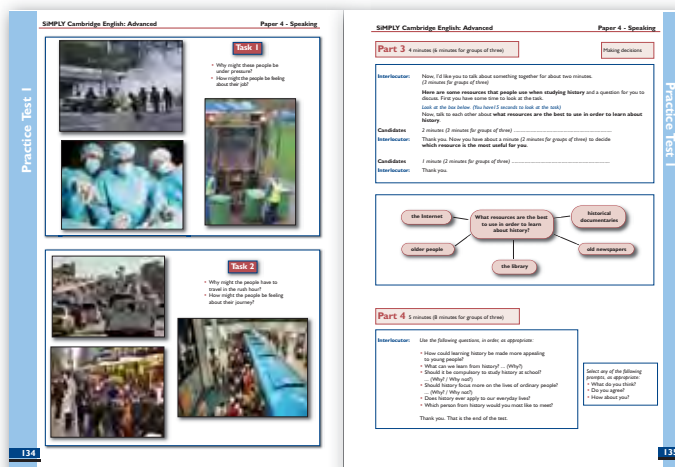 SiMPLY Cambridge English: Advanced Paper 4 - Speaking
Practice Test 1
Task 1
• Why might these people be
under pressure?
• How might the people be feeling
about their job?
Task 2
• Why might the people have to
travel in the rush hour?
• How might the people be feeling
about their journey?
134
SiMPLY Cambridge English: Advanced Paper 4 - Speaking
Practice Test 1
Part 3 4 minutes (6 minutes for groups of three)
Making decisions
Interlocutor: Now, I'd like you to talk about something together for about two minutes.
(3 minutes for groups of three)
Here are some resources that people use when studying history and a question for you to
discuss. First you have some time to look at the task.
Look at the box below. (You have15 seconds to look at the task)
Now, talk to each other about what resources are the best to use in order to learn about
history.
Candidates 2 minutes (3 minutes for groups of three)
Interlocutor: Thank you. Now you have about a minute (2 minutes for groups of three) to decide
which resource is the most useful for you.
Candidates 1 minute (2 minutes for groups of three)
Interlocutor: Thank you.
the Internet
What resources are the best
to use in order to learn
about history?
historical
documentaries
older people
old newspapers
the library
Part 4 5 minutes (8 minutes for groups of three)
Interlocutor: Use the following questions, in order, as appropriate:
• How could learning history be made more appealing
to young people?
• What can we learn from history? ... (Why?)
• Should it be compulsory to study history at school?
... (Why? / Why not?)
• Should history focus more on the lives of ordinary people?
... (Why? / Why not?)
• Does history ever apply to our everyday lives?
• Which person from history would you most like to meet?
Thank you. That is the end of the test.
Select any of the following
prompts, as appropriate:
• What do you think?
• Do you agree?
• How about you?
135